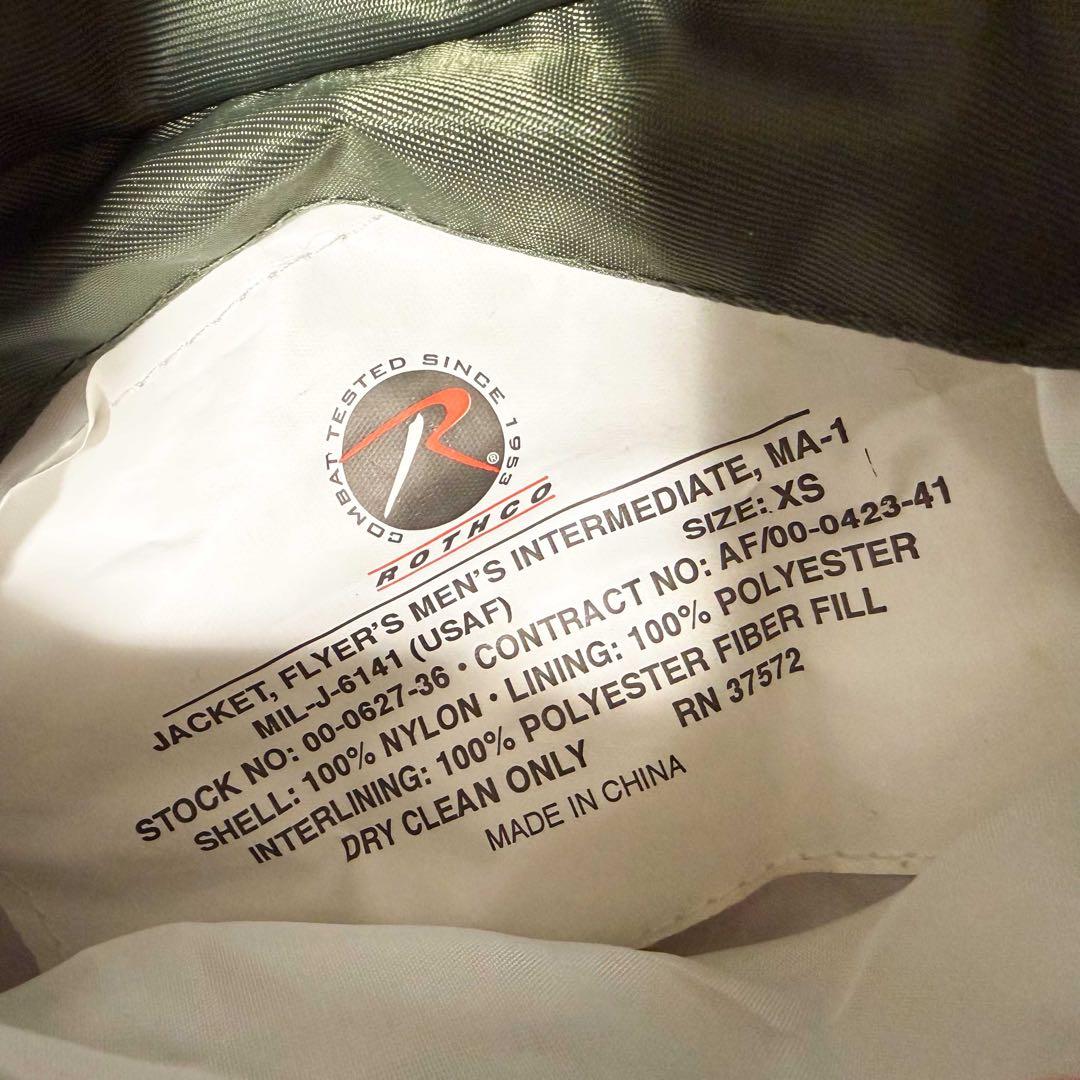 COMBAT TESTED SINCE 1953
R®
ROTHCO
JACKET, FLYER'S MEN'S INTERMEDIATE, MA-1
MIL-J-6141 (USAF) SIZE: XS
STOCK NO: 00-0627-36 • CONTRACT NO: AF/00-0423-41
SHELL: 100% NYLON • LINING: 100% POLYESTER
INTERLINING: 100% POLYESTER FIBER FILL
DRY CLEAN ONLY RN 37572
MADE IN CHINA